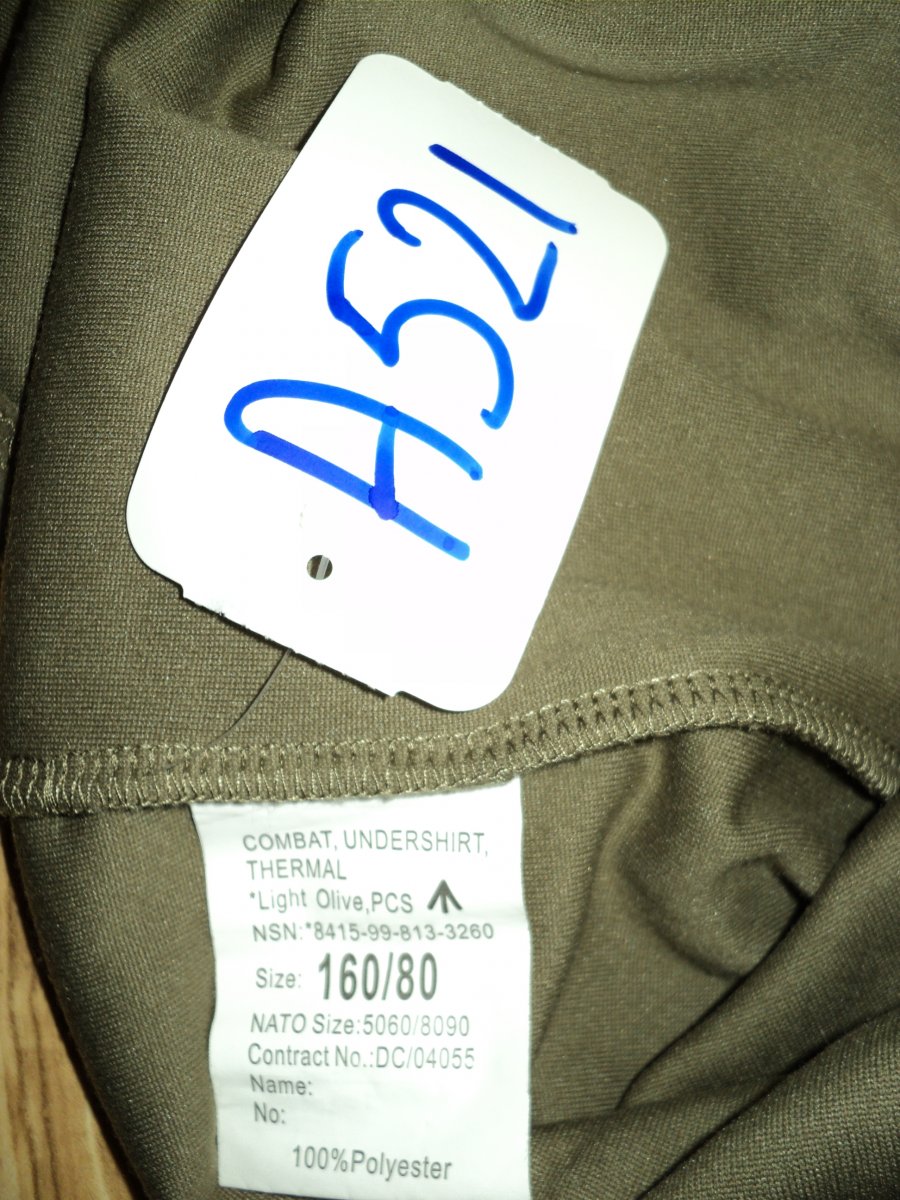 A521
COMBAT, UNDERSHIRT,
THERMAL
*Light Olive,PCS
NSN:*8415-99-813-3260
Size: 160/80
NATO Size:5060/8090
Contract No.:DC/04055
Name:
No:
100%Polyester